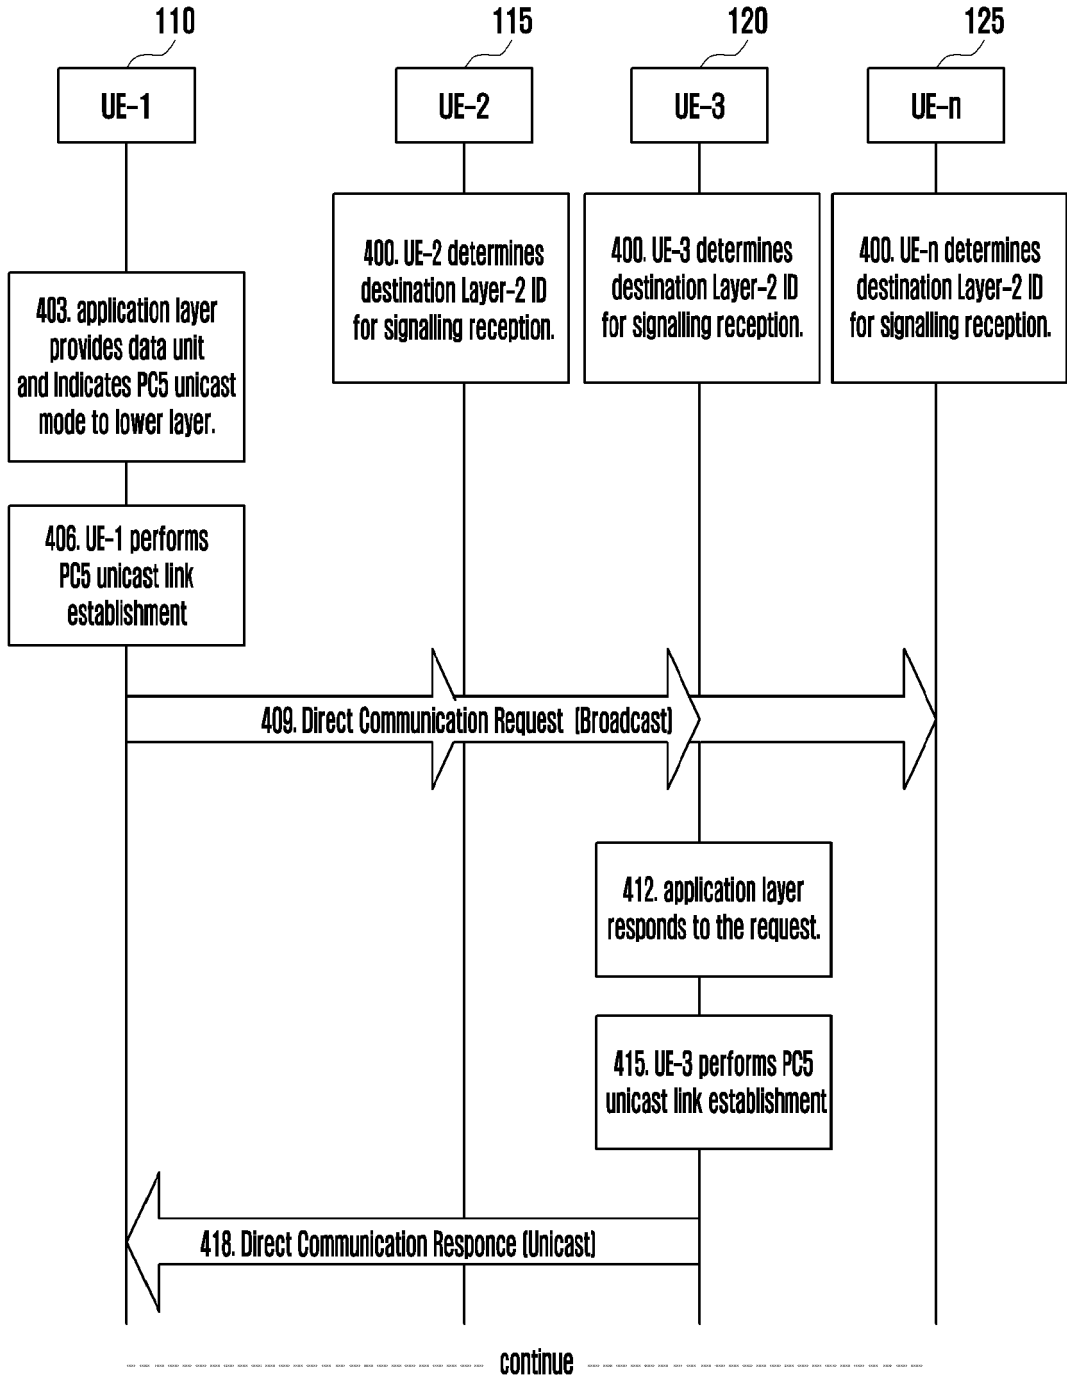 110
115
120
125
UE-1
UE-2
UE-3
UE-n
400. UE-2 determines
destination Layer-2 ID
for signalling reception.
400. UE-3 determines
destination Layer-2 ID
for signalling reception.
400. UE-n determines
destination Layer-2 ID
for signalling reception.
403. application layer
provides data unit
and Indicates PC5 unicast
mode to lower layer.
406. UE-1 performs
PC5 unicast link
establishment
409. Direct Communication Request (Broadcast)
412. application layer
responds to the request.
415. UE-3 performs PC5
unicast link establishment
418. Direct Communication Responce (Unicast)
continue